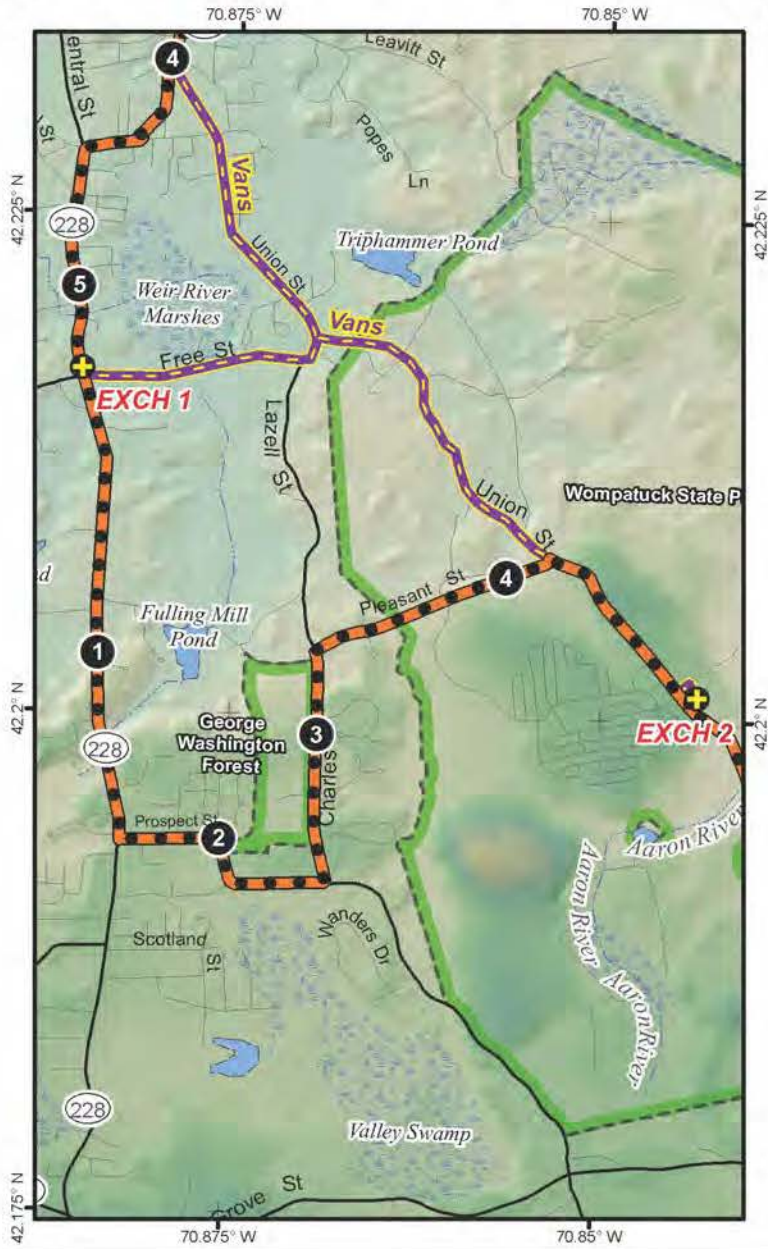 70.875° W
70.85° W
4
entral St
St
Leavitt St
Popes
Ln
42.225° N
42.225° N
228
Vans
Union St
Triphammer Pond
5
Weir River
Marshes
Vans
Free St
EXCH 1
Lazell St
Union St
Wompatuck State P
d
Pleasant St
4
Fulling Mill
Pond
1
42.2° N
42.2° N
228
George
Washington
Forest
3
Charles
EXCH 2
Prospect St
2
Aaron River
Aaron River
Aaron River
Scotland
St
Wanders Dr
228
Valley Swamp
Grove St
42.175° N
70.875° W
70.85° W